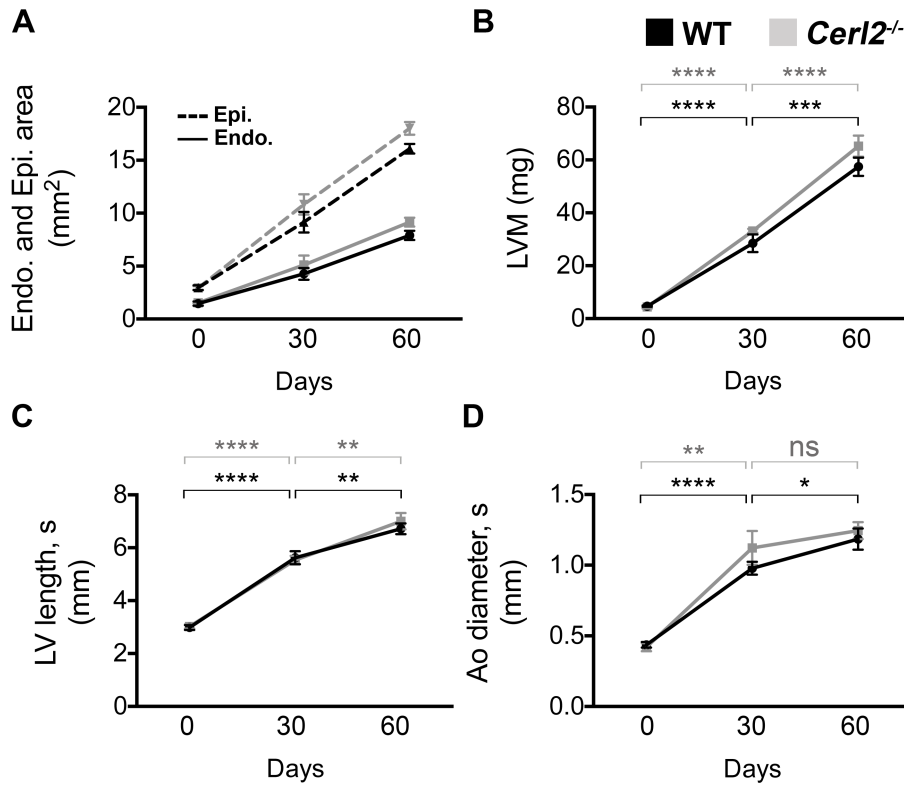 A
Endo. and Epi. area
(mm2)
20
15
10
5
0
Epi.
Endo.
0 30 60
Days
B
WT Cerl2-/-
**** ****
**** ***
LVM (mg)
80
60
40
20
0
0 30 60
Days
C
**** **
**** **
LV length, s
(mm)
8
6
4
2
0
0 30 60
Days
D
** ns
**** *
Ao diameter, s
(mm)
1.5
1.0
0.5
0.0
0 30 60
Days